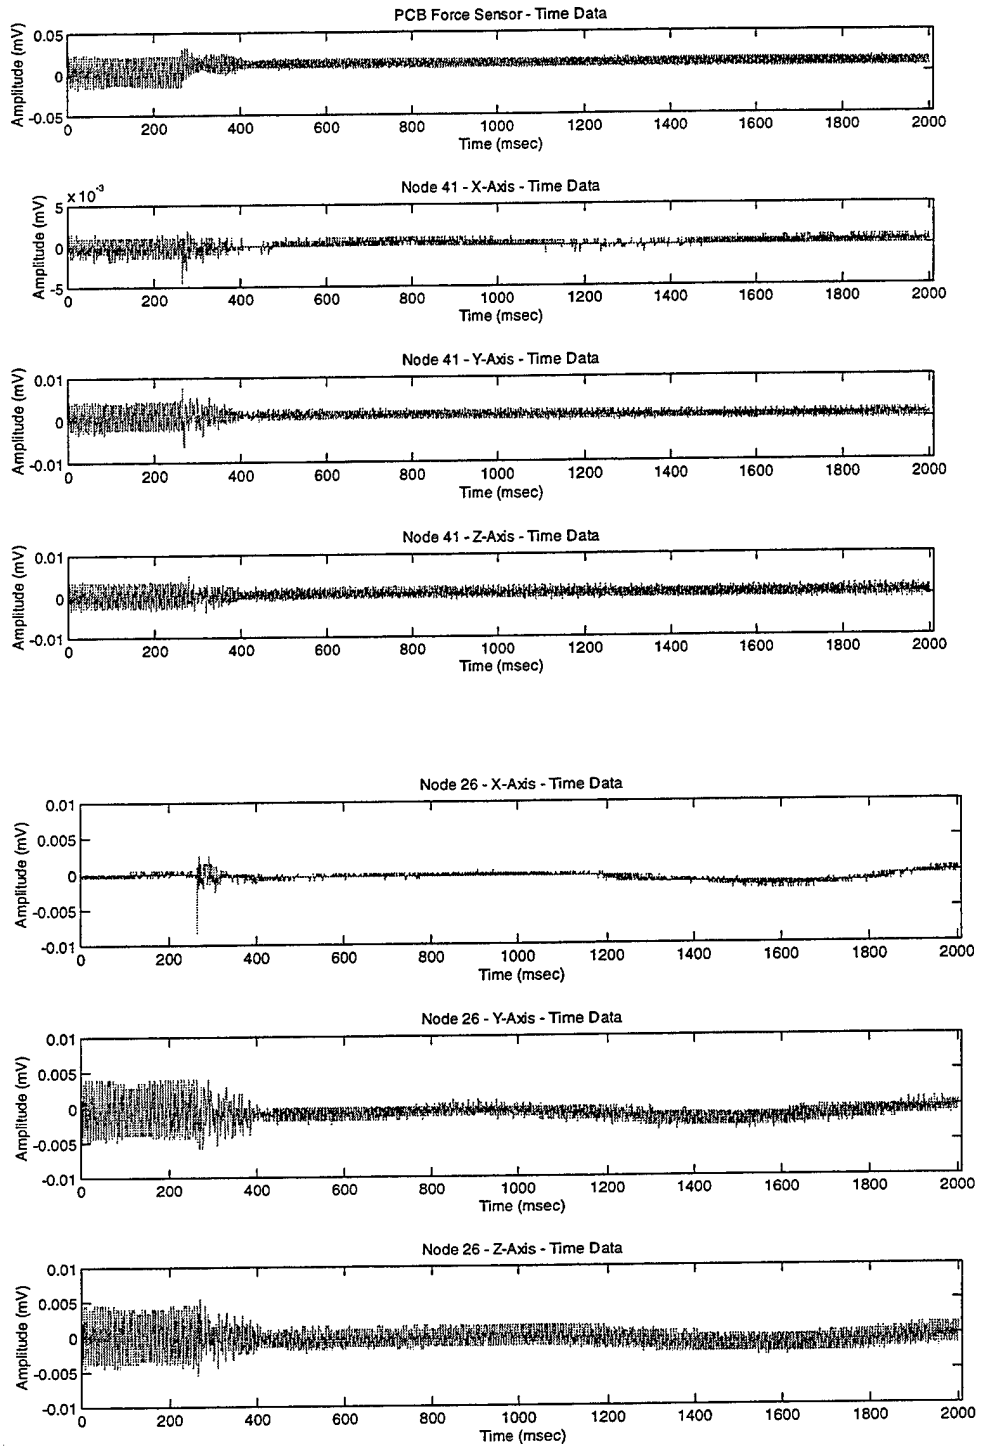 PCB Force Sensor - Time Data
Amplitude (mV)
0.05
0
-0.05
0 200 400 600 800 1000 1200 1400 1600 1800 2000
Time (msec)
Node 41 - X-Axis - Time Data
x 10^-3
Amplitude (mV)
5
0
-5
0 200 400 600 800 1000 1200 1400 1600 1800 2000
Time (msec)
Node 41 - Y-Axis - Time Data
Amplitude (mV)
0.01
0
-0.01
0 200 400 600 800 1000 1200 1400 1600 1800 2000
Time (msec)
Node 41 - Z-Axis - Time Data
Amplitude (mV)
0.01
0
-0.01
0 200 400 600 800 1000 1200 1400 1600 1800 2000
Time (msec)
Node 26 - X-Axis - Time Data
Amplitude (mV)
0.01
0.005
0
-0.005
-0.01
0 200 400 600 800 1000 1200 1400 1600 1800 2000
Time (msec)
Node 26 - Y-Axis - Time Data
Amplitude (mV)
0.01
0.005
0
-0.005
-0.01
0 200 400 600 800 1000 1200 1400 1600 1800 2000
Time (msec)
Node 26 - Z-Axis - Time Data
Amplitude (mV)
0.01
0.005
0
-0.005
-0.01
0 200 400 600 800 1000 1200 1400 1600 1800 2000
Time (msec)